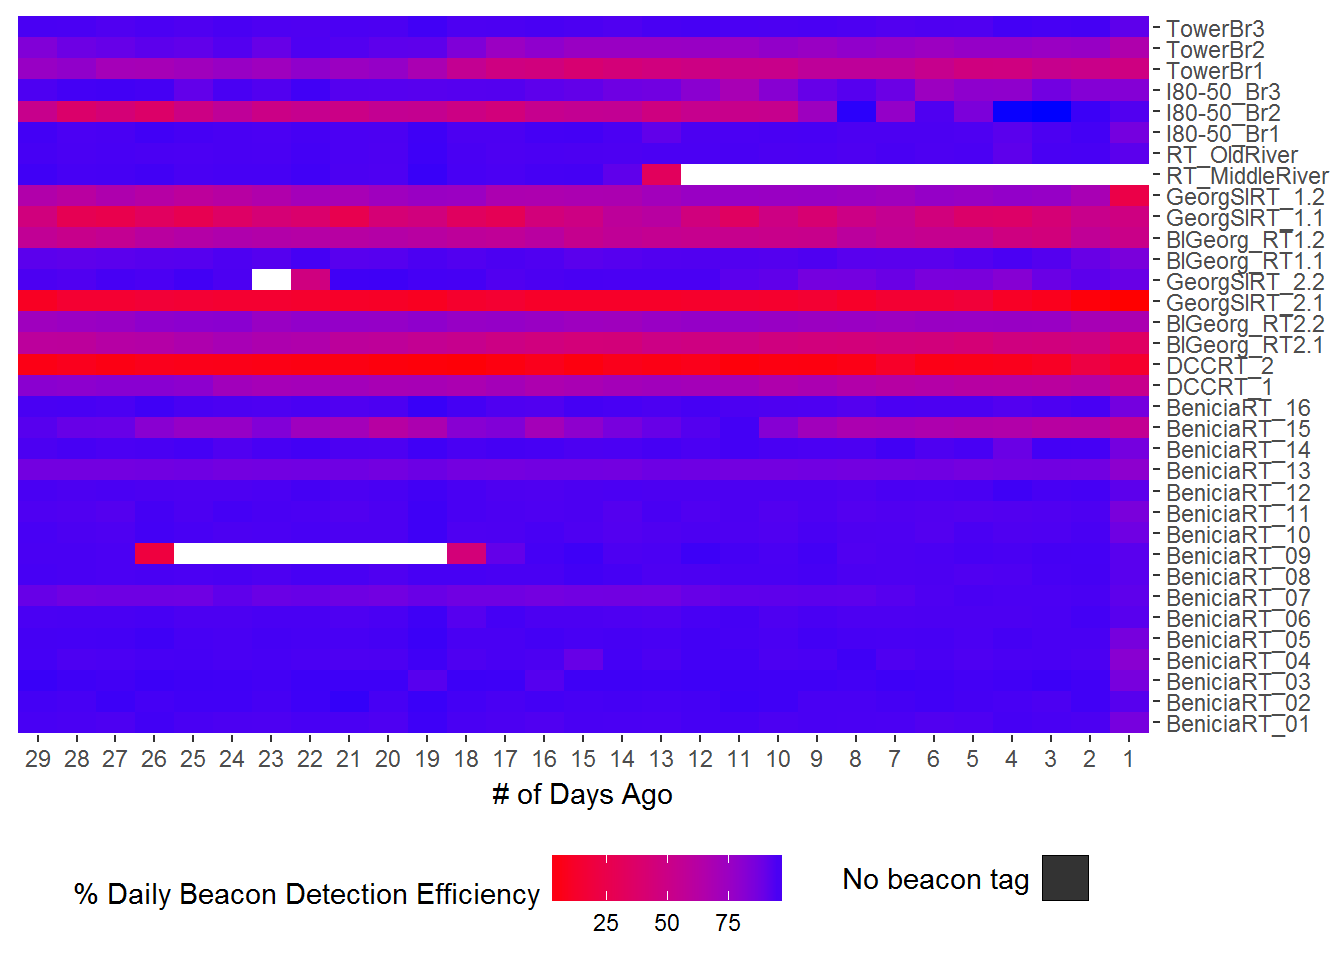 TowerBr3
TowerBr2
TowerBr1
I80-50_Br3
I80-50_Br2
I80-50_Br1
RT_OldRiver
RT_MiddleRiver
GeorgSlRT_1.2
GeorgSlRT_1.1
BlGeorg_RT1.2
BlGeorg_RT1.1
GeorgSlRT_2.2
GeorgSlRT_2.1
BlGeorg_RT2.2
BlGeorg_RT2.1
DCCRT_2
DCCRT_1
BeniciaRT_16
BeniciaRT_15
BeniciaRT_14
BeniciaRT_13
BeniciaRT_12
BeniciaRT_11
BeniciaRT_10
BeniciaRT_09
BeniciaRT_08
BeniciaRT_07
BeniciaRT_06
BeniciaRT_05
BeniciaRT_04
BeniciaRT_03
BeniciaRT_02
BeniciaRT_01
29 28 27 26 25 24 23 22 21 20 19 18 17 16 15 14 13 12 11 10 9 8 7 6 5 4 3 2 1
# of Days Ago
% Daily Beacon Detection Efficiency
25 50 75
No beacon tag